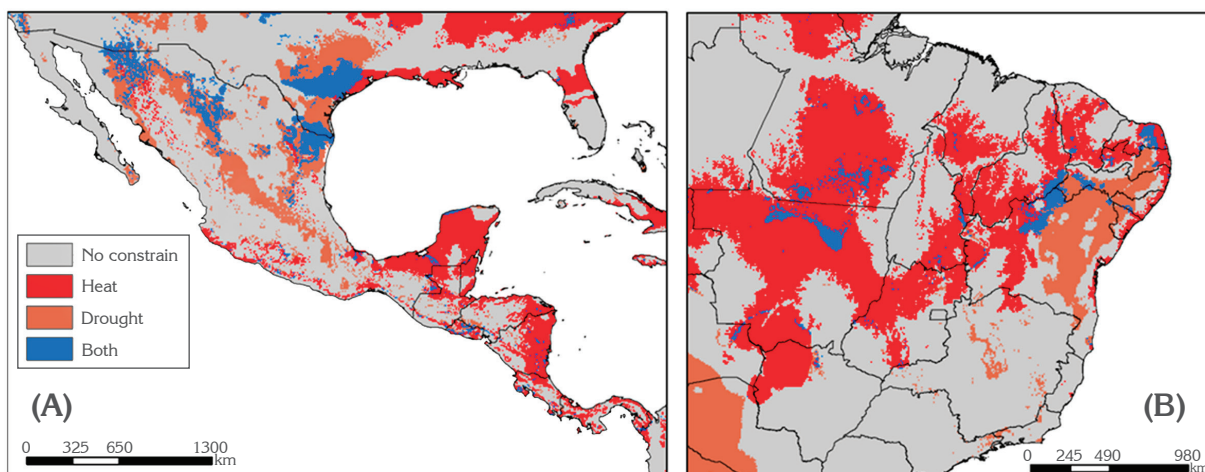 No constrain
Heat
Drought
Both
(A)
0 325 650 1300
km
(B)
0 245 490 980
km